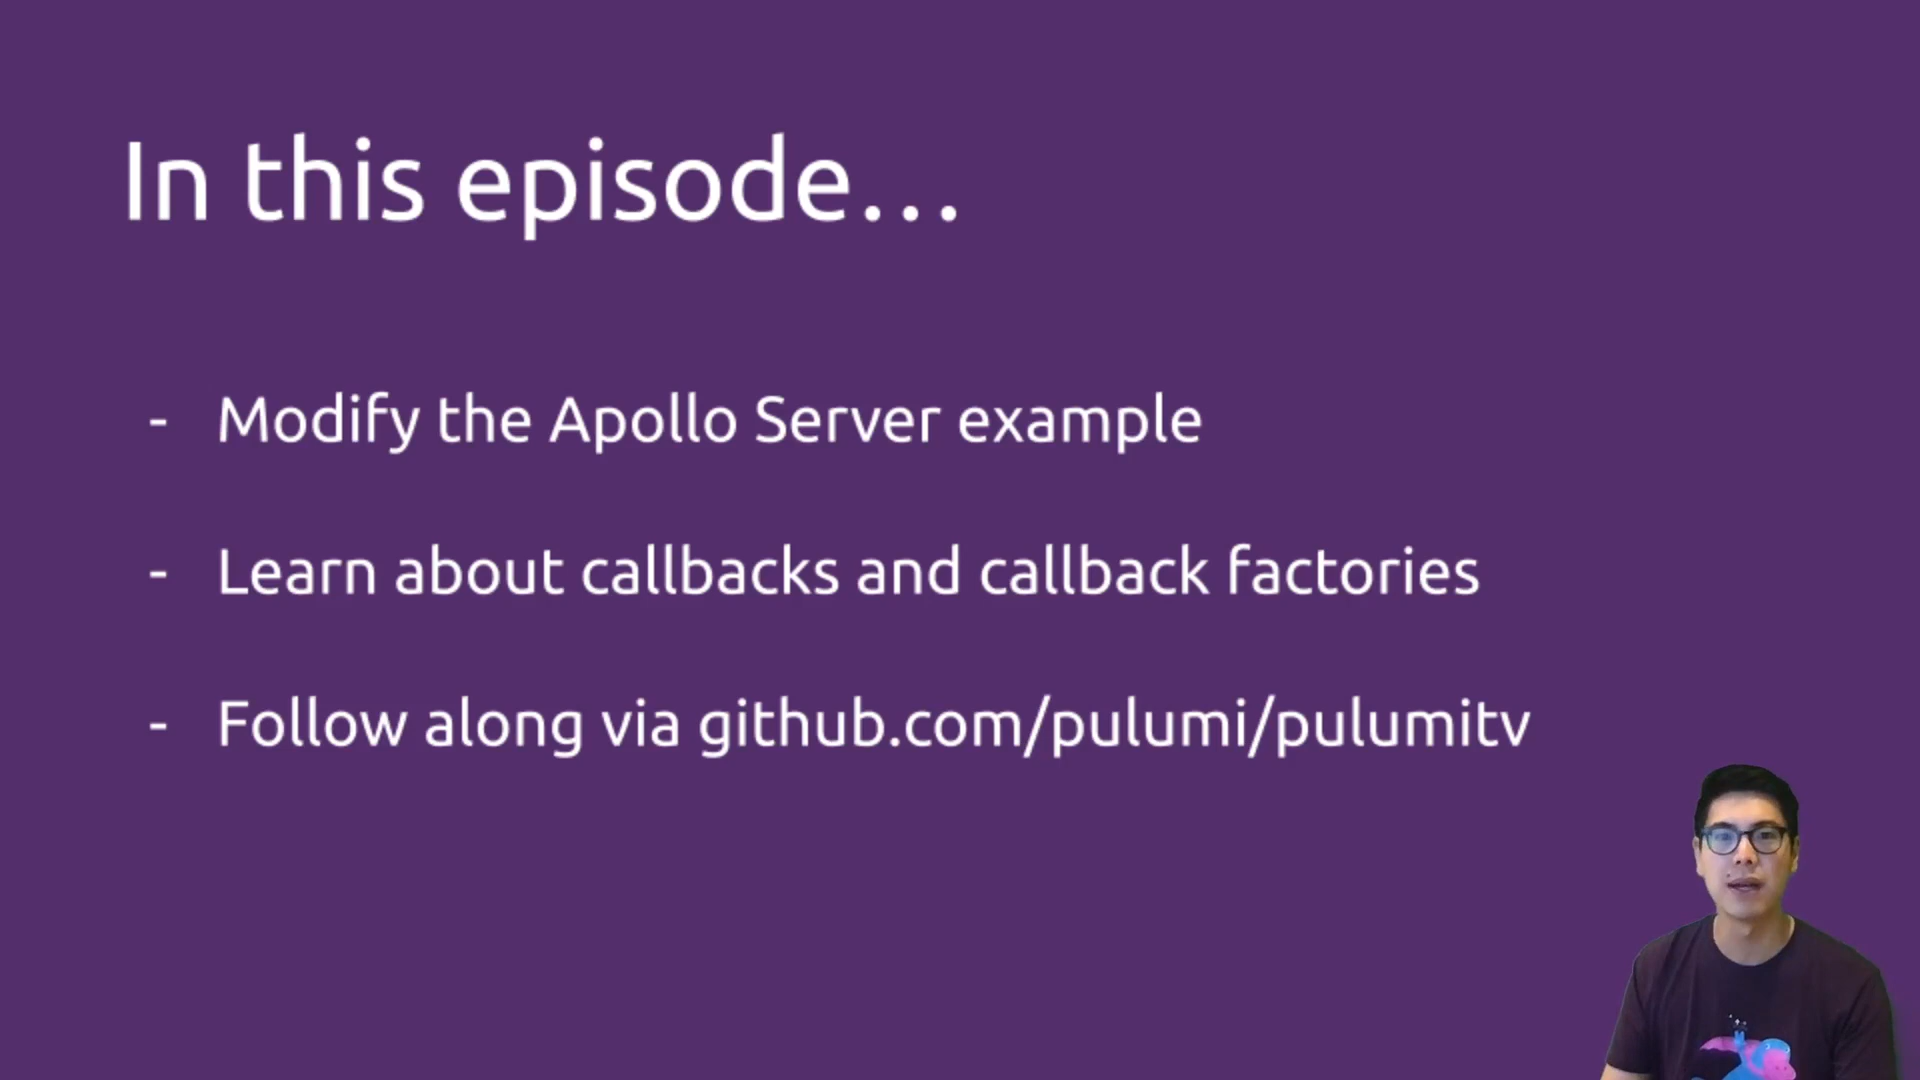 In this episode...
- Modify the Apollo Server example
- Learn about callbacks and callback factories
- Follow along via github.com/pulumi/pulumitv